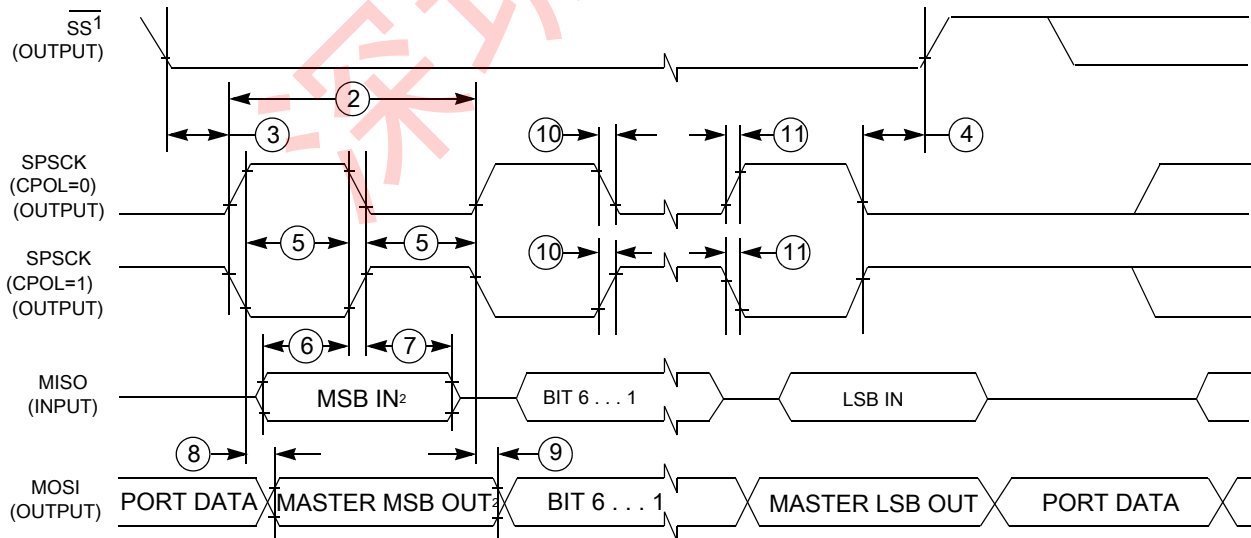 SS1
(OUTPUT)
2
3
10
11
4
SPSCK
(CPOL=0)
(OUTPUT)
5
5
SPSCK
(CPOL=1)
(OUTPUT)
10
11
6
7
MISO
(INPUT)
MSB IN2
BIT 6 . . . 1
LSB IN
8
9
MOSI
(OUTPUT)
PORT DATA
MASTER MSB OUT2
BIT 6 . . . 1
MASTER LSB OUT
PORT DATA
深圳